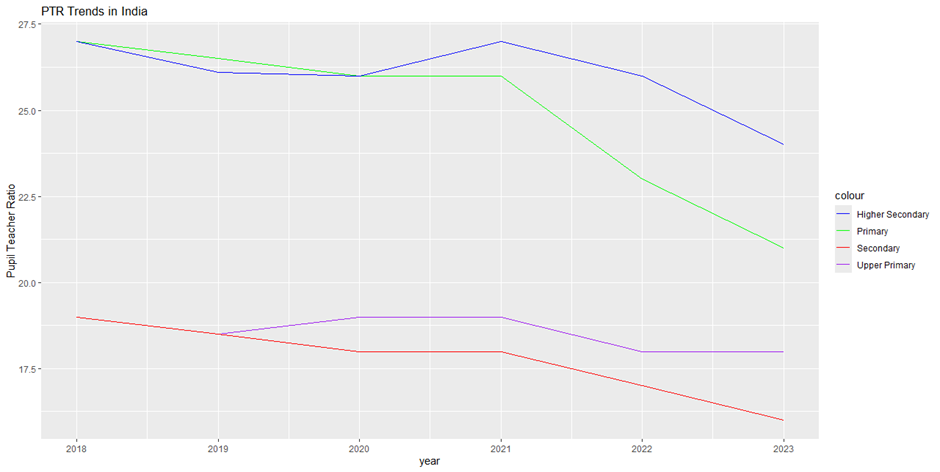 PTR Trends in India
27.5
25.0
22.5
20.0
17.5
Pupil Teacher Ratio
2018 2019 2020 2021 2022 2023
year
colour
Higher Secondary
Primary
Secondary
Upper Primary